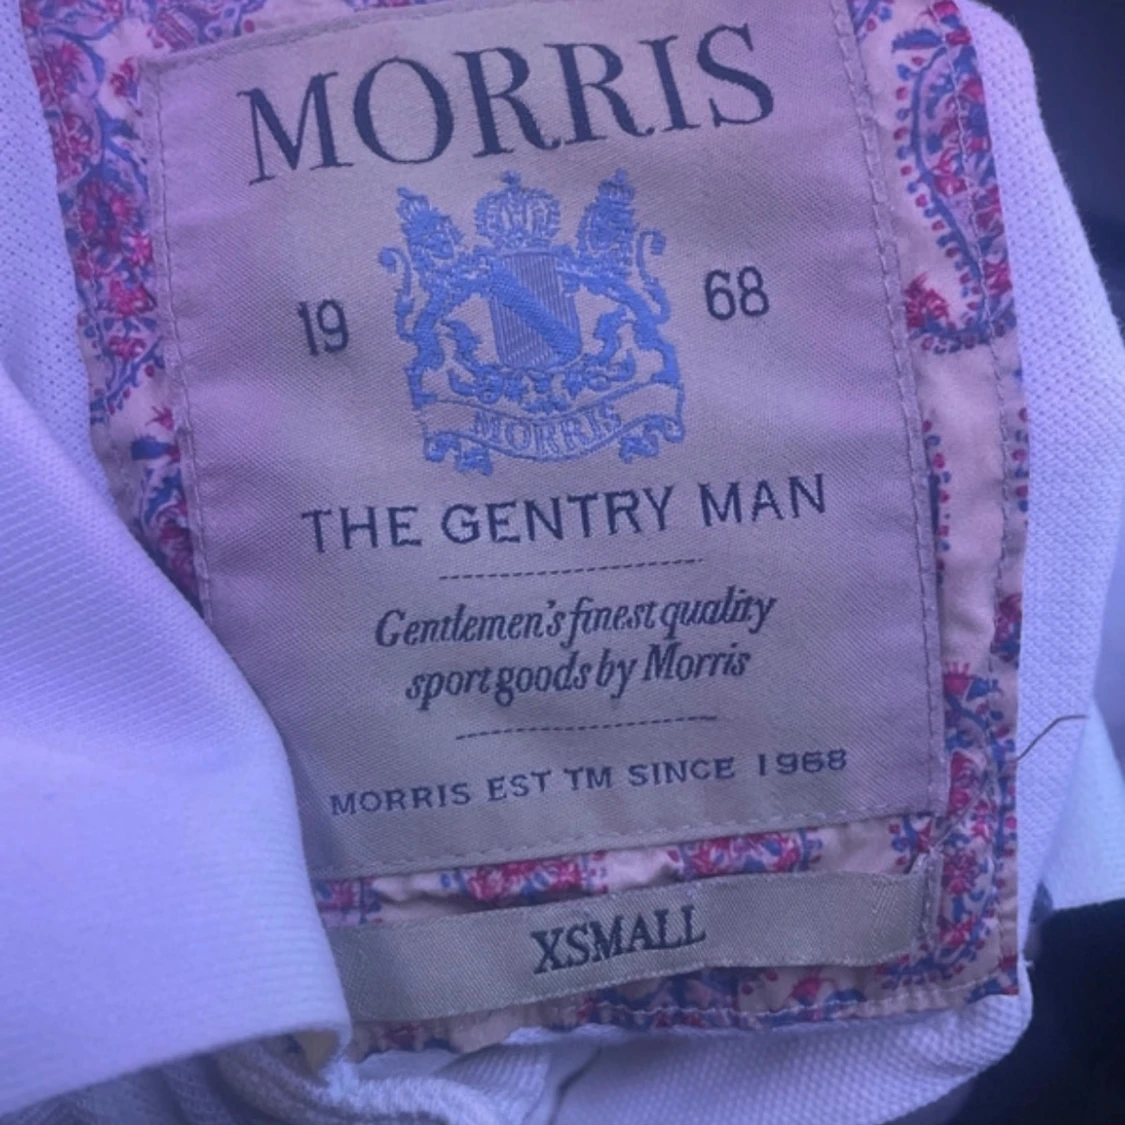 MORRIS
19 68
MORRIS
THE GENTRY MAN
Gentlemen's finest quality
sport goods by Morris
MORRIS EST TM SINCE 1968
XSMALL